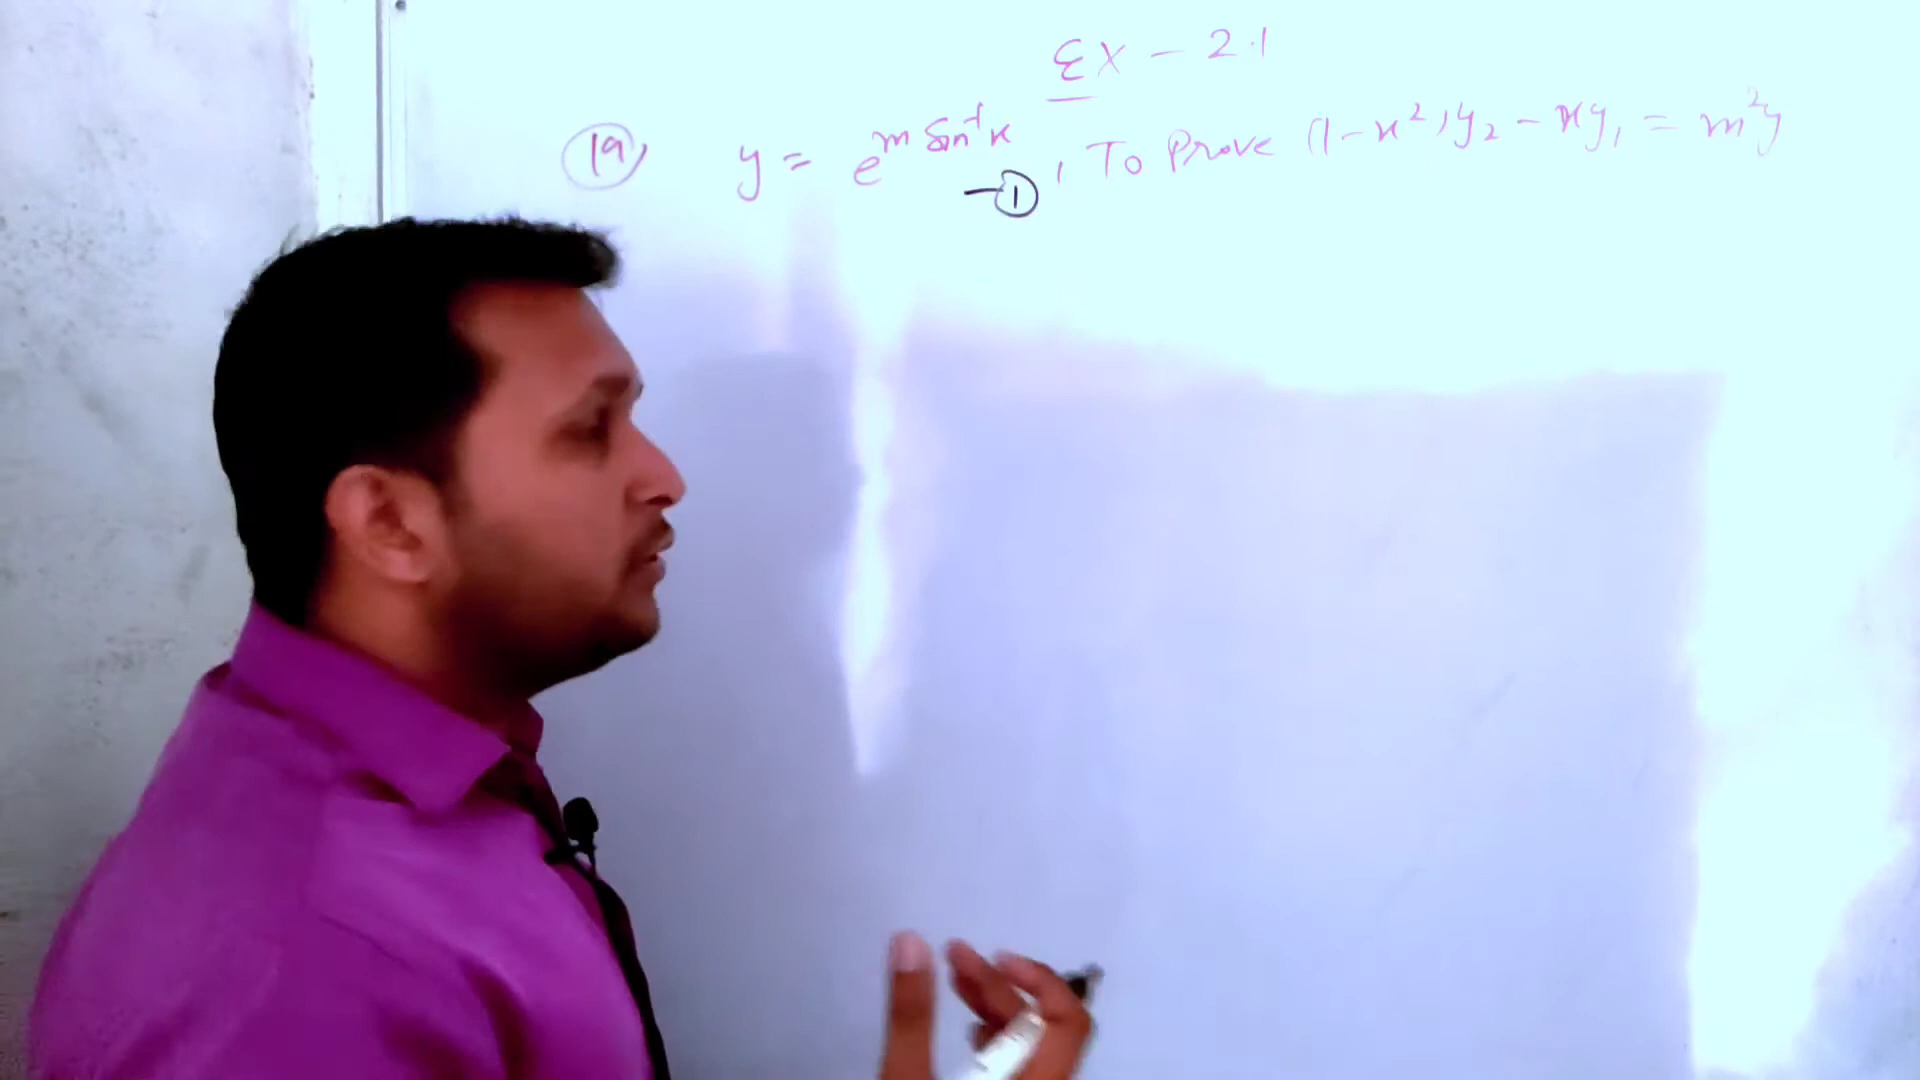 Ex - 2.1
19 y = e^{m sin⁻¹x} -①, To Prove (1-x²)y₂ - xy₁ = m²y